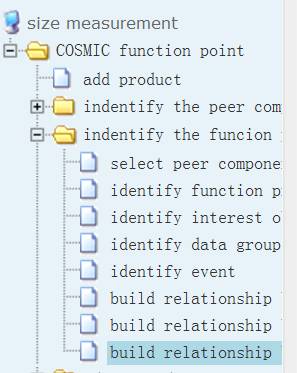 size measurement
COSMIC function point
add product
indentify the peer com
indentify the funcion
select peer compone
identify function p
identify interest o
identify data group
identify event
build relationship
build relationship
build relationship